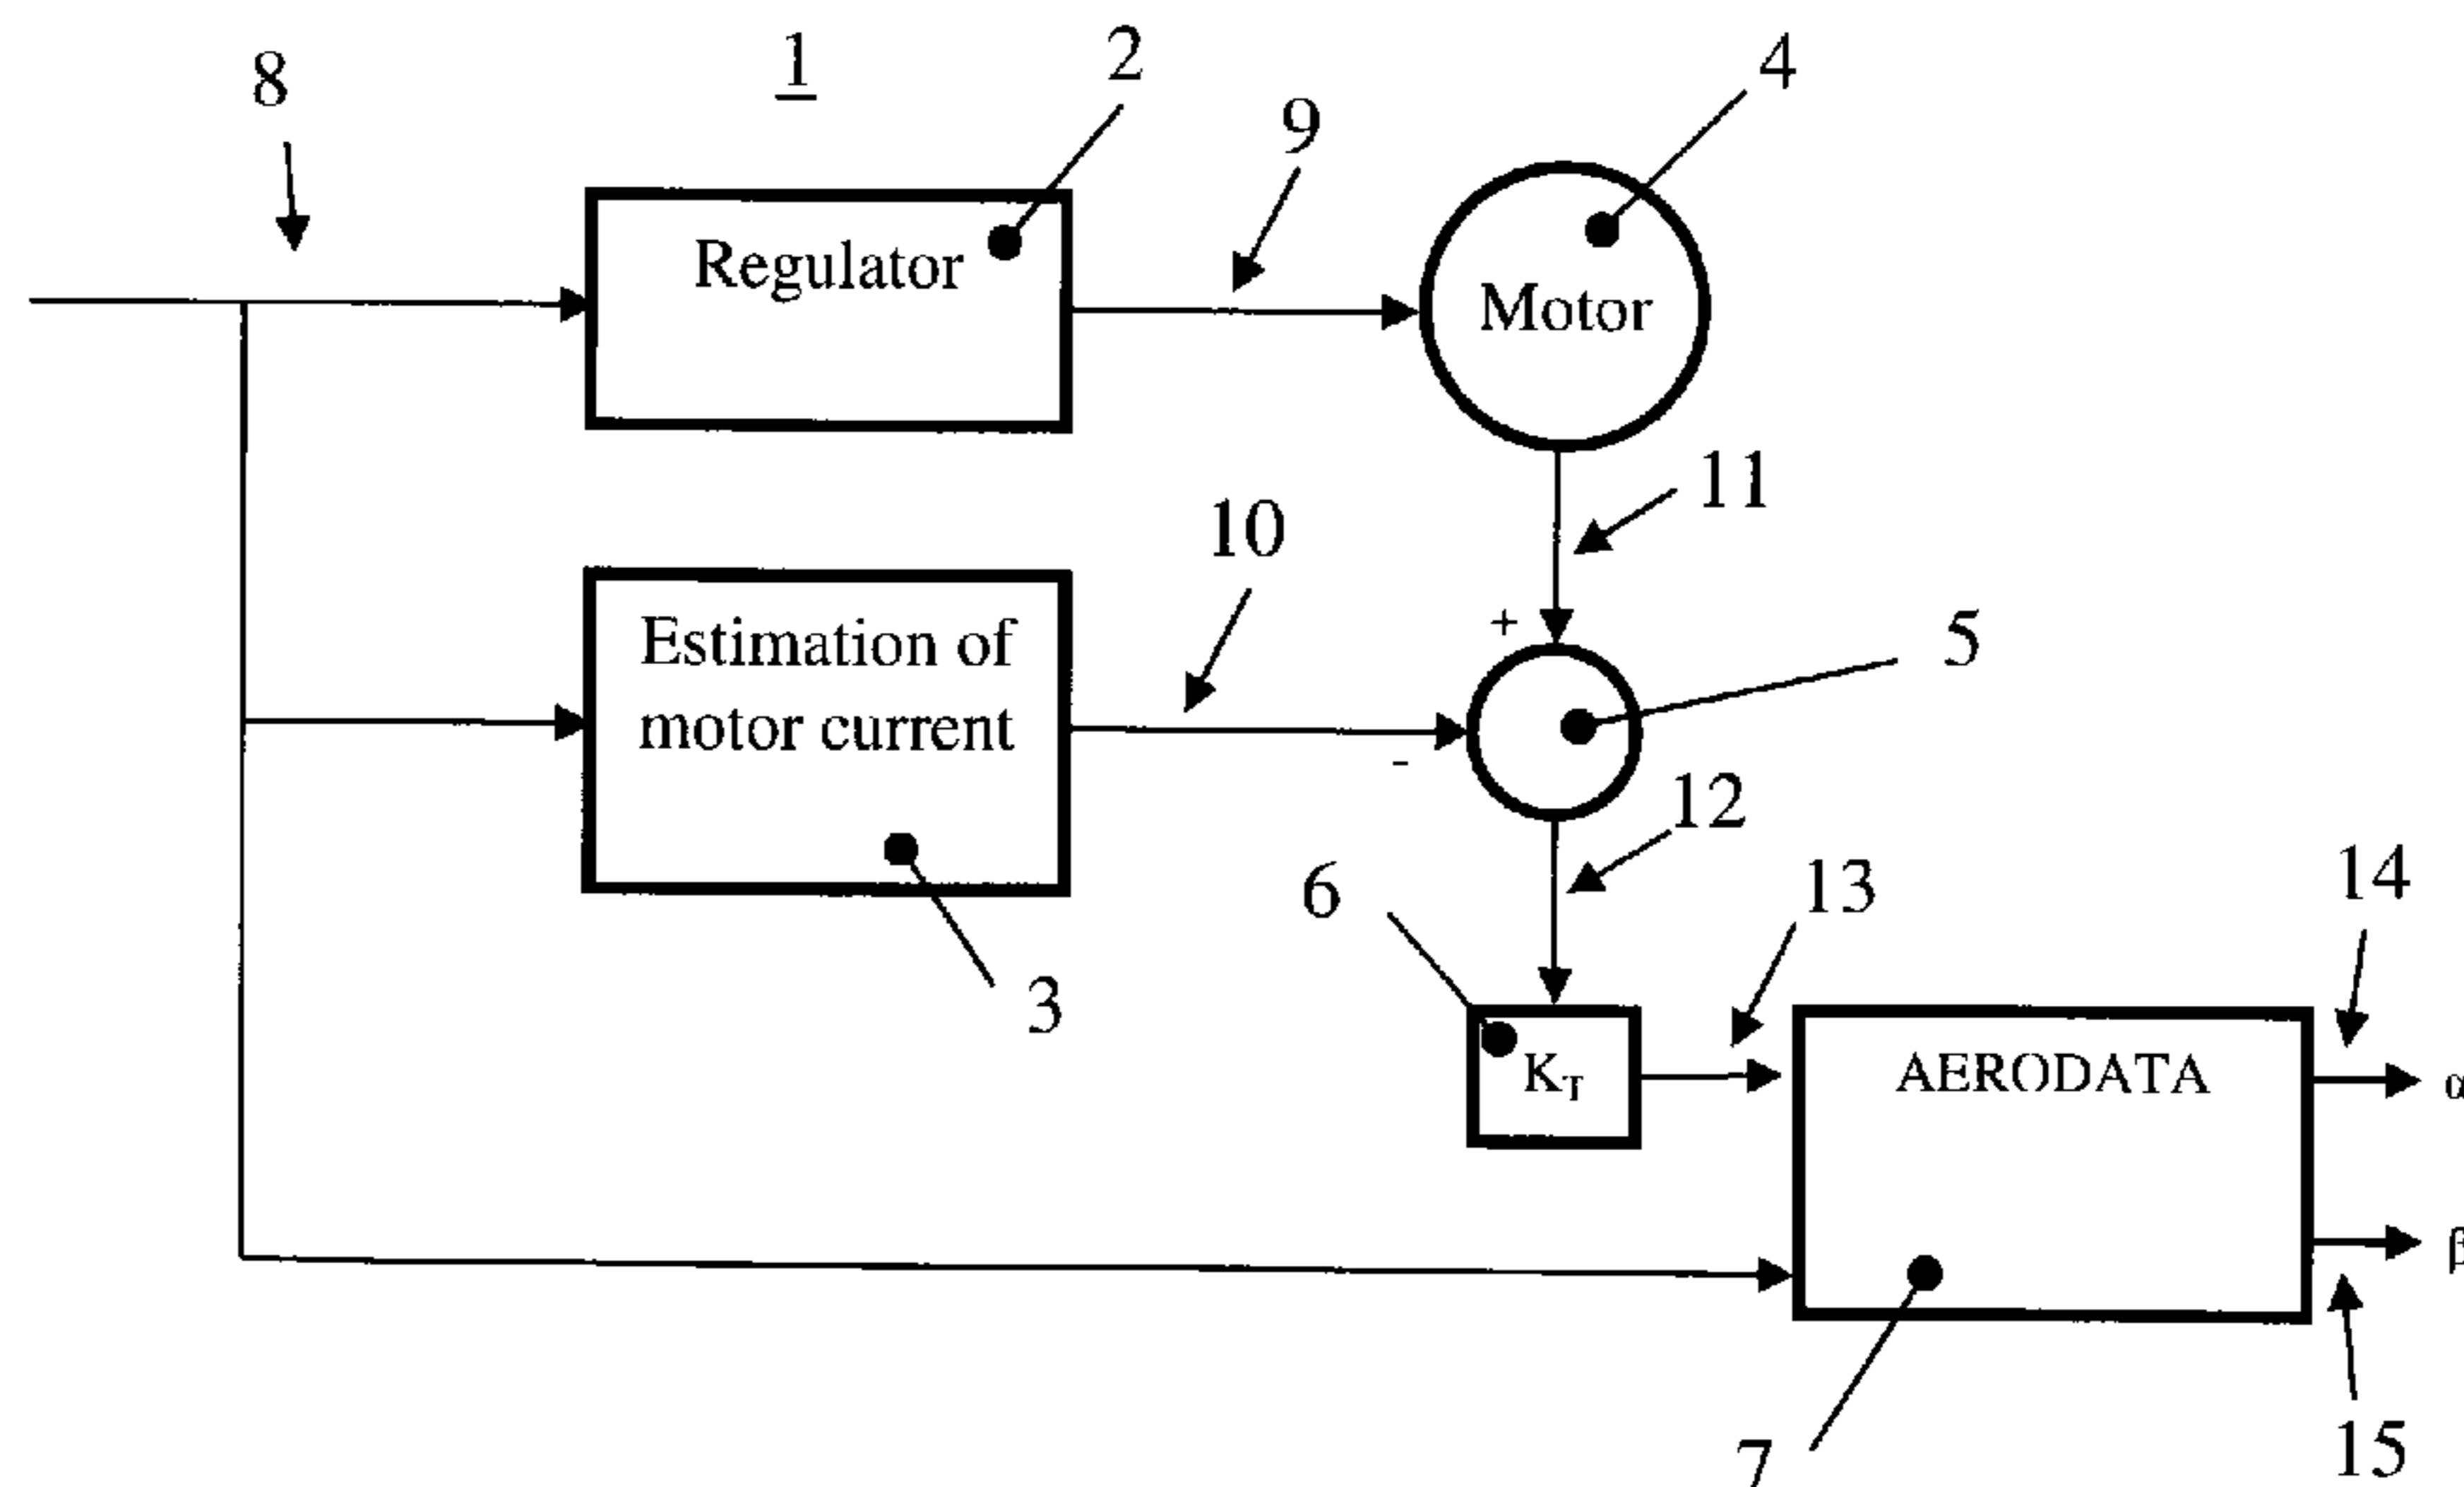 8
1
2
4
9
Regulator
Motor
11
10
+
5
Estimation of
motor current
-
12
6
13
14
3
KT
AERODATA
α
β
7
15